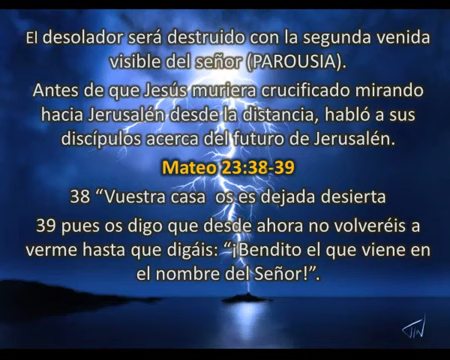 El desolador será destruido con la segunda venida
visible del señor (PAROUSIA).
Antes de que Jesús muriera crucificado mirando
hacia Jerusalén desde la distancia, habló a sus
discípulos acerca del futuro de Jerusalén.
Mateo 23:38-39
38 “Vuestra casa os es dejada desierta
39 pues os digo que desde ahora no volveréis a
verme hasta que digáis: “¡Bendito el que viene en
el nombre del Señor!”.